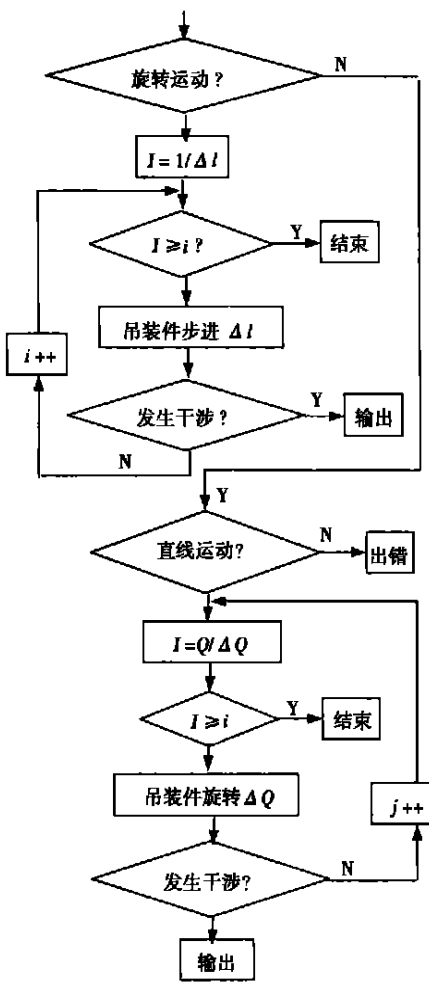 旋转运动?
N
I=1/Δl
I≥i?
Y
结束
吊装件步进 Δl
i++
发生干涉?
Y
输出
N
Y
直线运动?
N
出错
I=Q/ΔQ
I≥i
Y
结束
吊装件旋转ΔQ
j++
发生干涉?
N
输出